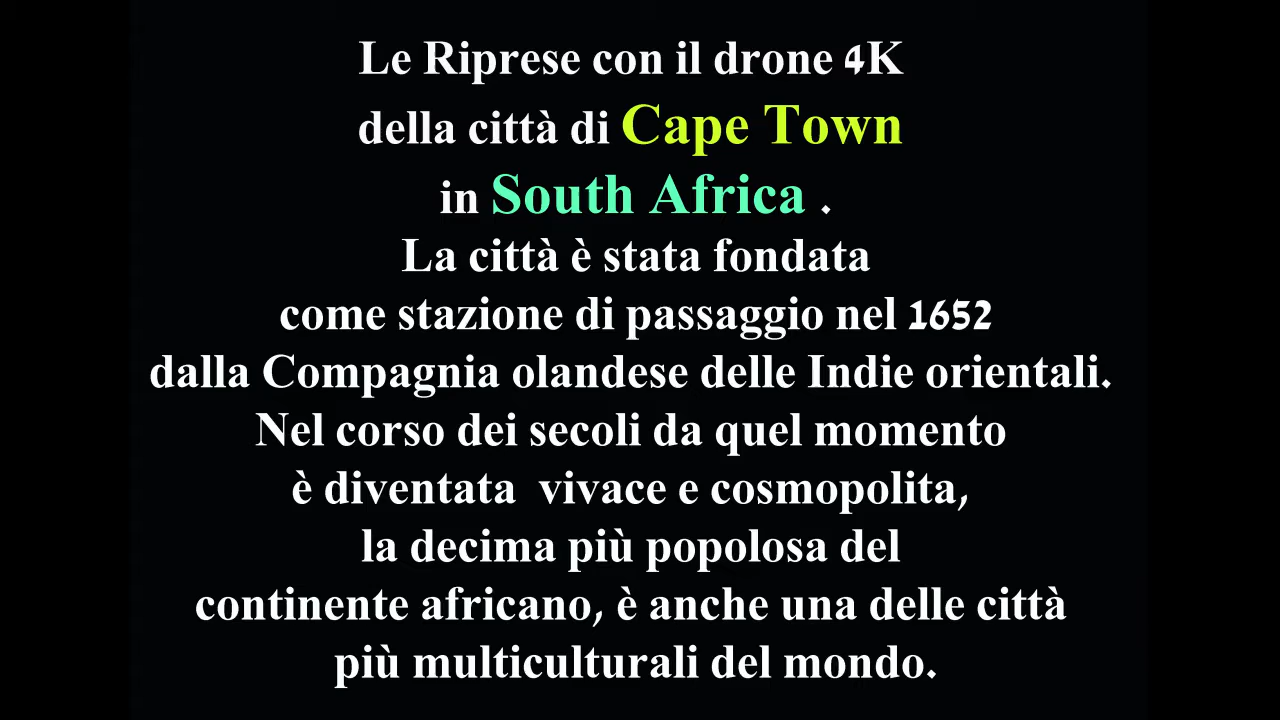 Le Riprese con il drone 4K
della città di Cape Town
in South Africa .
La città è stata fondata
come stazione di passaggio nel 1652
dalla Compagnia olandese delle Indie orientali.
Nel corso dei secoli da quel momento
è diventata  vivace e cosmopolita,
la decima più popolosa del
continente africano, è anche una delle città
più multiculturali del mondo.